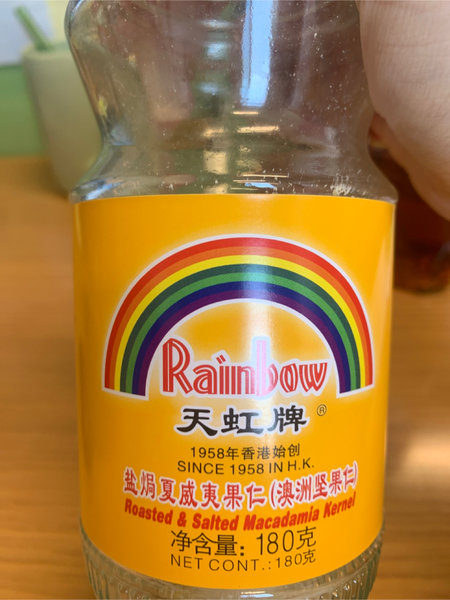 Rainbow
天虹牌®
1958年香港始创
SINCE 1958 IN H.K.
盐焗夏威夷果仁(澳洲坚果仁)
Roasted & Salted Macadamia Kernel
净含量: 180克
NET CONT.:180克